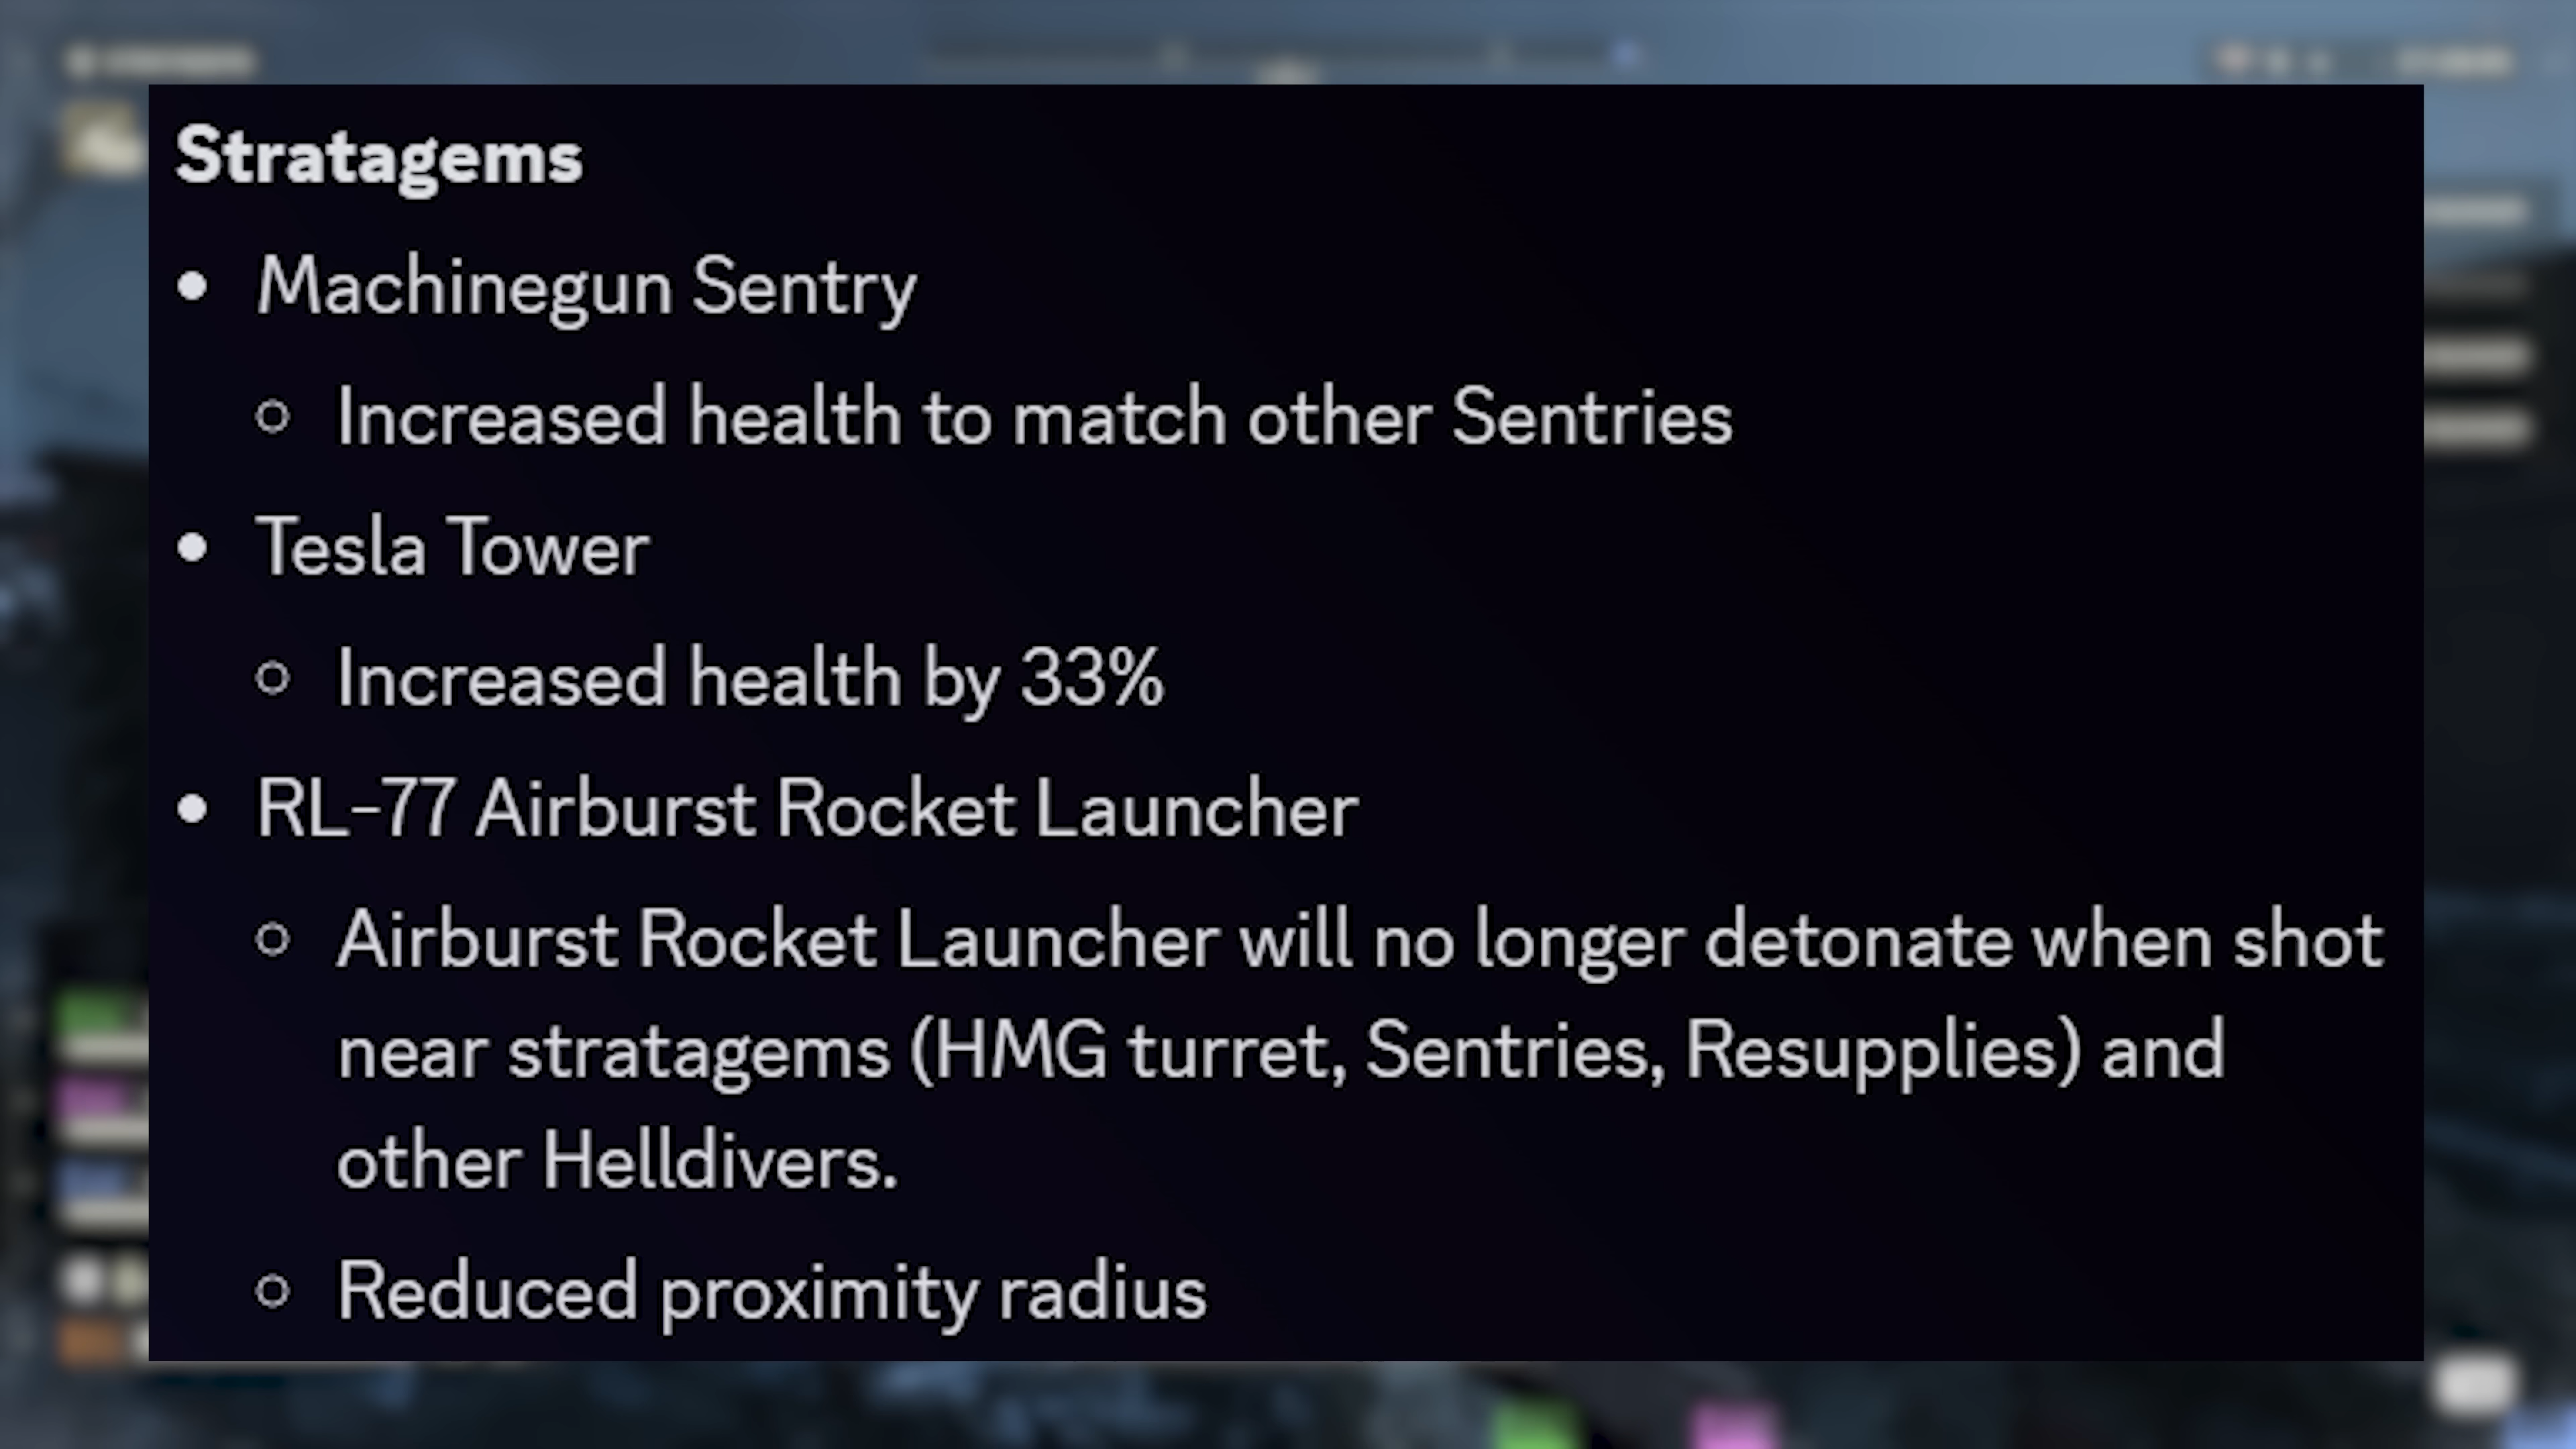 Stratagems
• Machinegun Sentry
○ Increased health to match other Sentries
• Tesla Tower
○ Increased health by 33%
• RL-77 Airburst Rocket Launcher
○ Airburst Rocket Launcher will no longer detonate when shot
near stratagems (HMG turret, Sentries, Resupplies) and
other Helldivers.
○ Reduced proximity radius